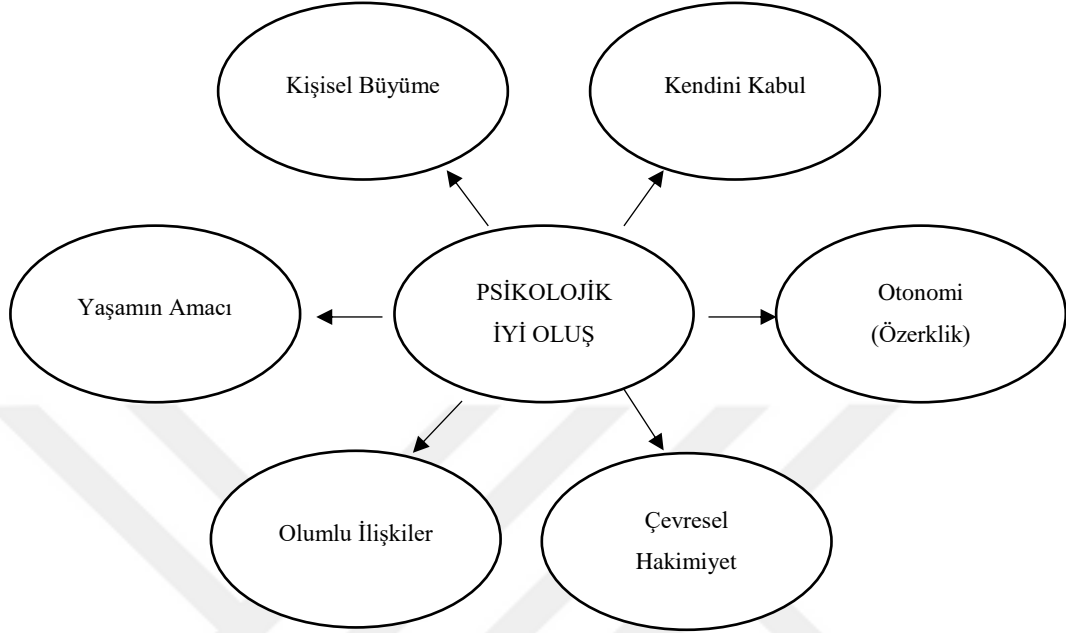 Kişisel Büyüme
Kendini Kabul
Yaşamın Amacı
PSİKOLOJİK
İYİ OLUŞ
Otonomi
(Özerklik)
Olumlu İlişkiler
Çevresel
Hakimiyet